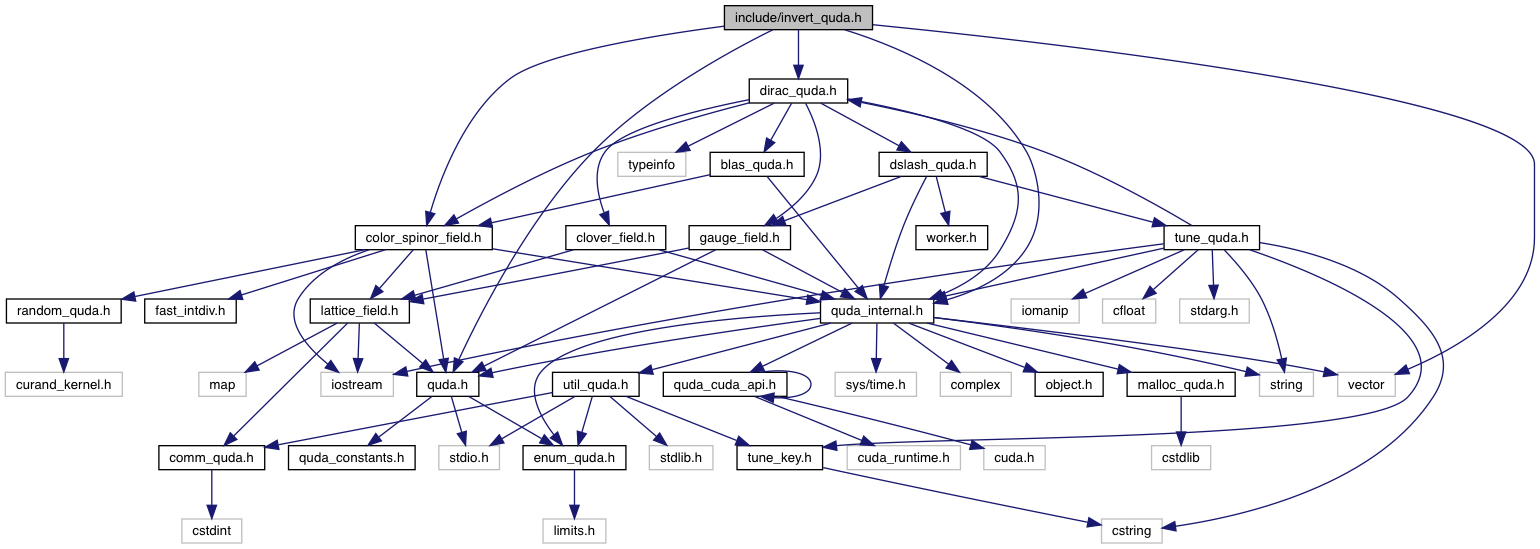 include/invert_quda.h
dirac_quda.h
typeinfo
blas_quda.h
dslash_quda.h
color_spinor_field.h
clover_field.h
gauge_field.h
worker.h
tune_quda.h
random_quda.h
fast_intdiv.h
lattice_field.h
quda_internal.h
iomanip
cfloat
stdarg.h
curand_kernel.h
map
iostream
quda.h
util_quda.h
quda_cuda_api.h
sys/time.h
complex
object.h
malloc_quda.h
string
vector
comm_quda.h
quda_constants.h
stdio.h
enum_quda.h
stdlib.h
tune_key.h
cuda_runtime.h
cuda.h
cstdlib
cstdint
limits.h
cstring